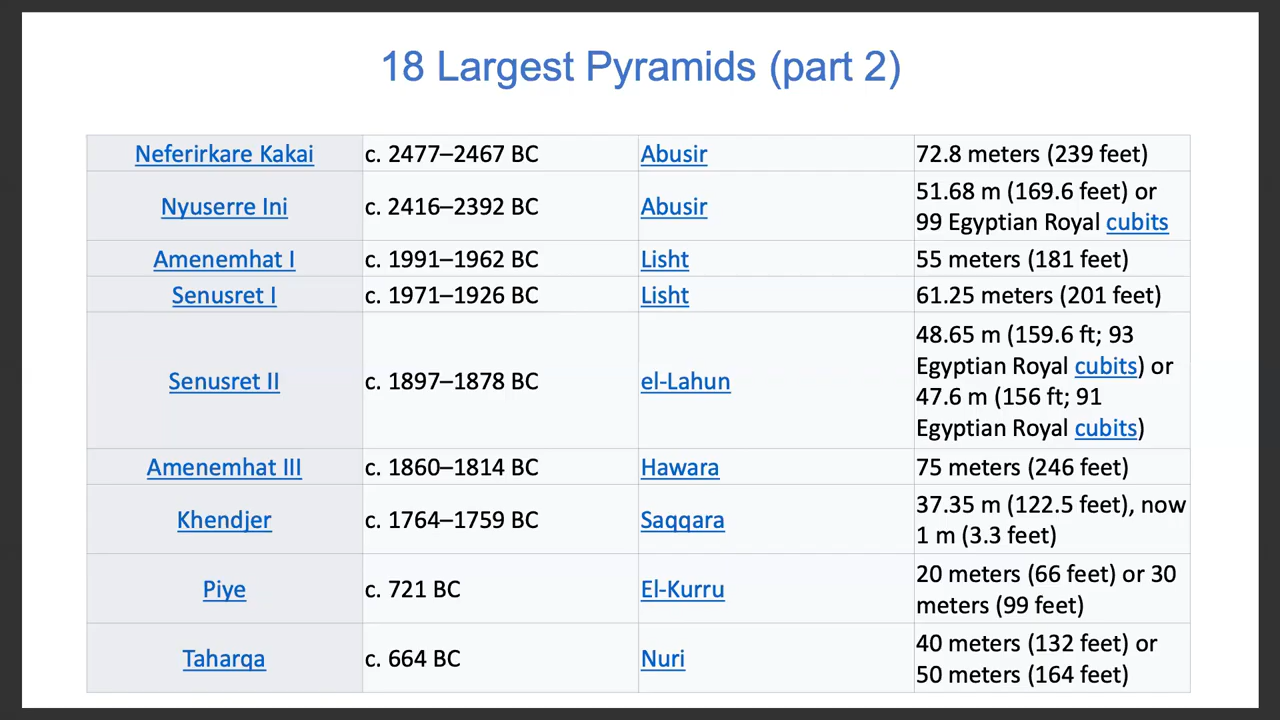 18 Largest Pyramids (part 2)
Neferirkare Kakai c. 2477–2467 BC Abusir 72.8 meters (239 feet)
Nyuserre Ini c. 2416–2392 BC Abusir 51.68 m (169.6 feet) or
99 Egyptian Royal cubits
Amenemhat I c. 1991–1962 BC Lisht 55 meters (181 feet)
Senusret I c. 1971–1926 BC Lisht 61.25 meters (201 feet)
Senusret II c. 1897–1878 BC el-Lahun 48.65 m (159.6 ft; 93
Egyptian Royal cubits) or
47.6 m (156 ft; 91
Egyptian Royal cubits)
Amenemhat III c. 1860–1814 BC Hawara 75 meters (246 feet)
Khendjer c. 1764–1759 BC Saqqara 37.35 m (122.5 feet), now
1 m (3.3 feet)
Piye c. 721 BC El-Kurru 20 meters (66 feet) or 30
meters (99 feet)
Taharqa c. 664 BC Nuri 40 meters (132 feet) or
50 meters (164 feet)